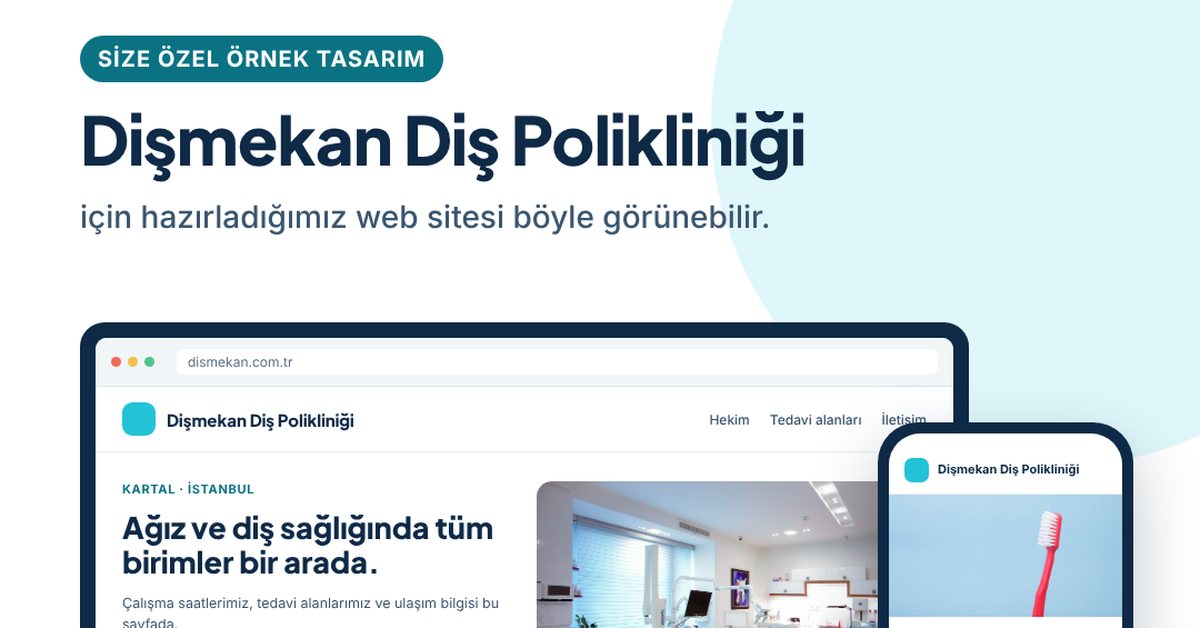 SİZE ÖZEL ÖRNEK TASARIM
Dişmekan Diş Polikliniği
için hazırladığımız web sitesi böyle görünebilir.
dismekan.com.tr
Dişmekan Diş Polikliniği
Hekim Tedavi alanları İletişim
KARTAL · İSTANBUL
Ağız ve diş sağlığında tüm
birimler bir arada.
Çalışma saatlerimiz, tedavi alanlarımız ve ulaşım bilgisi bu
sayfada.
Dişmekan Diş Polikliniği